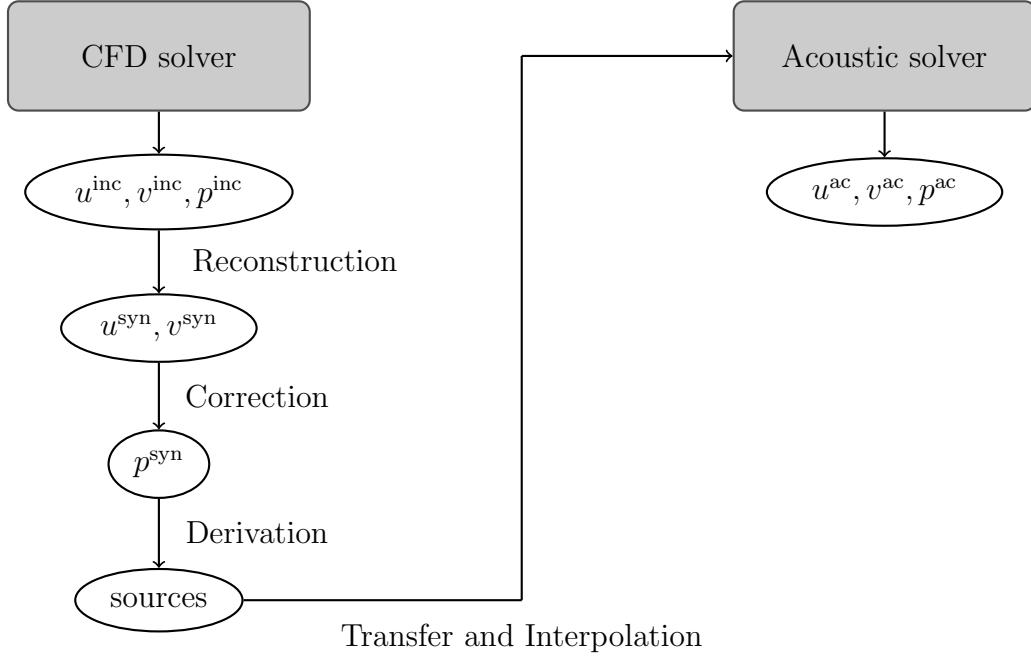 CFD solver
Acoustic solver
u^inc, v^inc, p^inc
u^ac, v^ac, p^ac
Reconstruction
u^syn, v^syn
Correction
p^syn
Derivation
sources
Transfer and Interpolation